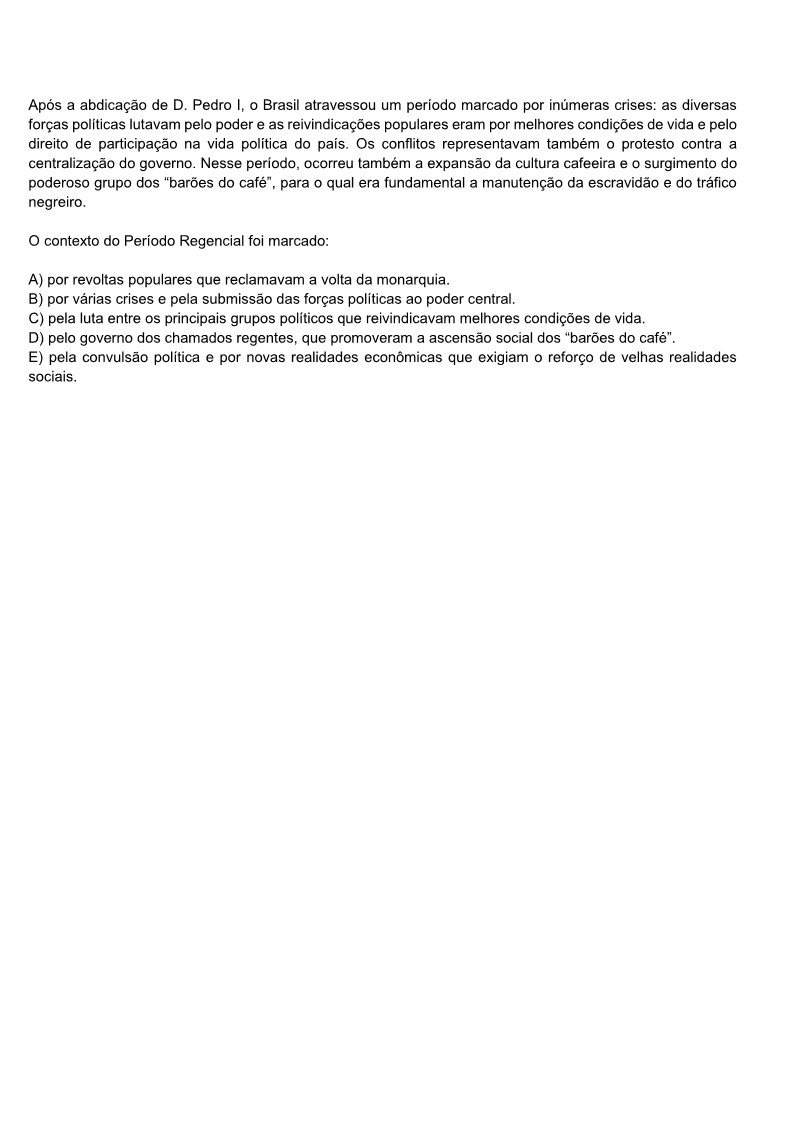 Após a abdicação de D. Pedro I, o Brasil atravessou um período marcado por inúmeras crises: as diversas
forças políticas lutavam pelo poder e as reivindicações populares eram por melhores condições de vida e pelo
direito de participação na vida política do país. Os conflitos representavam também o protesto contra a
centralização do governo. Nesse período, ocorreu também a expansão da cultura cafeeira e o surgimento do
poderoso grupo dos “barões do café”, para o qual era fundamental a manutenção da escravidão e do tráfico
negreiro.

O contexto do Período Regencial foi marcado:

A) por revoltas populares que reclamavam a volta da monarquia.
B) por várias crises e pela submissão das forças políticas ao poder central.
C) pela luta entre os principais grupos políticos que reivindicavam melhores condições de vida.
D) pelo governo dos chamados regentes, que promoveram a ascensão social dos “barões do café”.
E) pela convulsão política e por novas realidades econômicas que exigiam o reforço de velhas realidades
sociais.